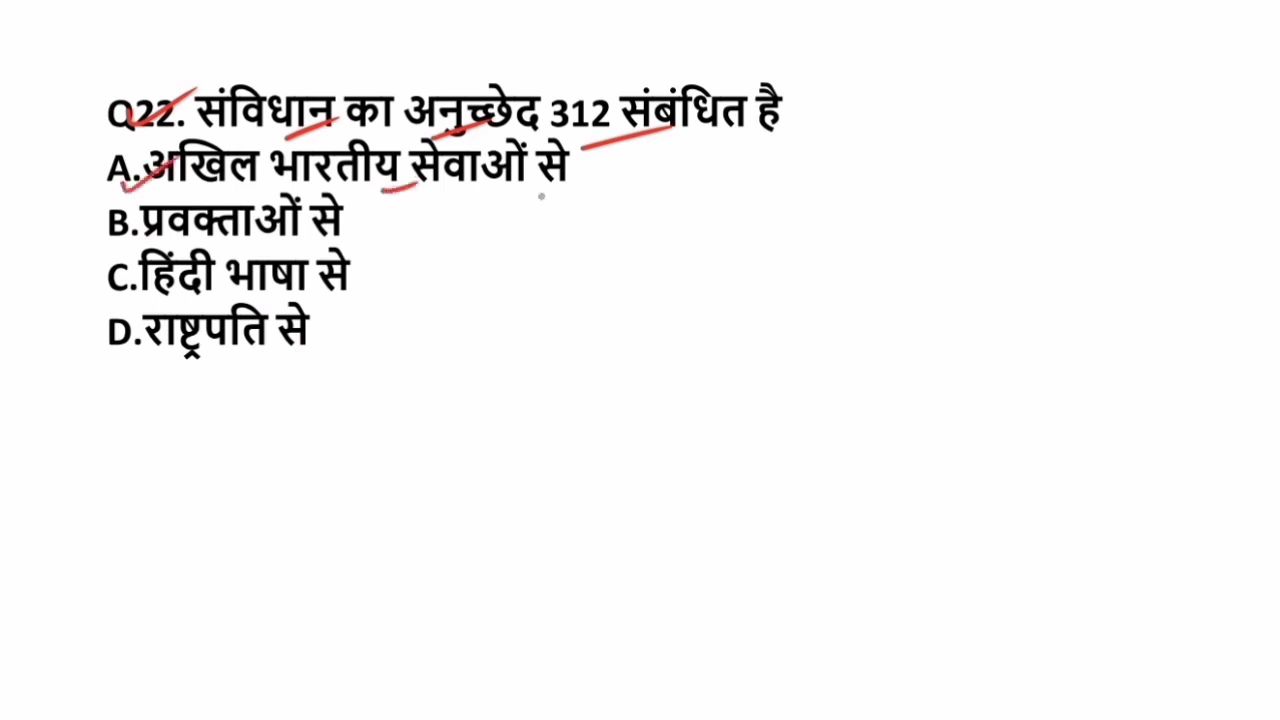 Q22. संविधान का अनुच्छेद 312 संबंधित है
A.अखिल भारतीय सेवाओं से
B.प्रवक्ताओं से
C.हिंदी भाषा से
D.राष्ट्रपति से